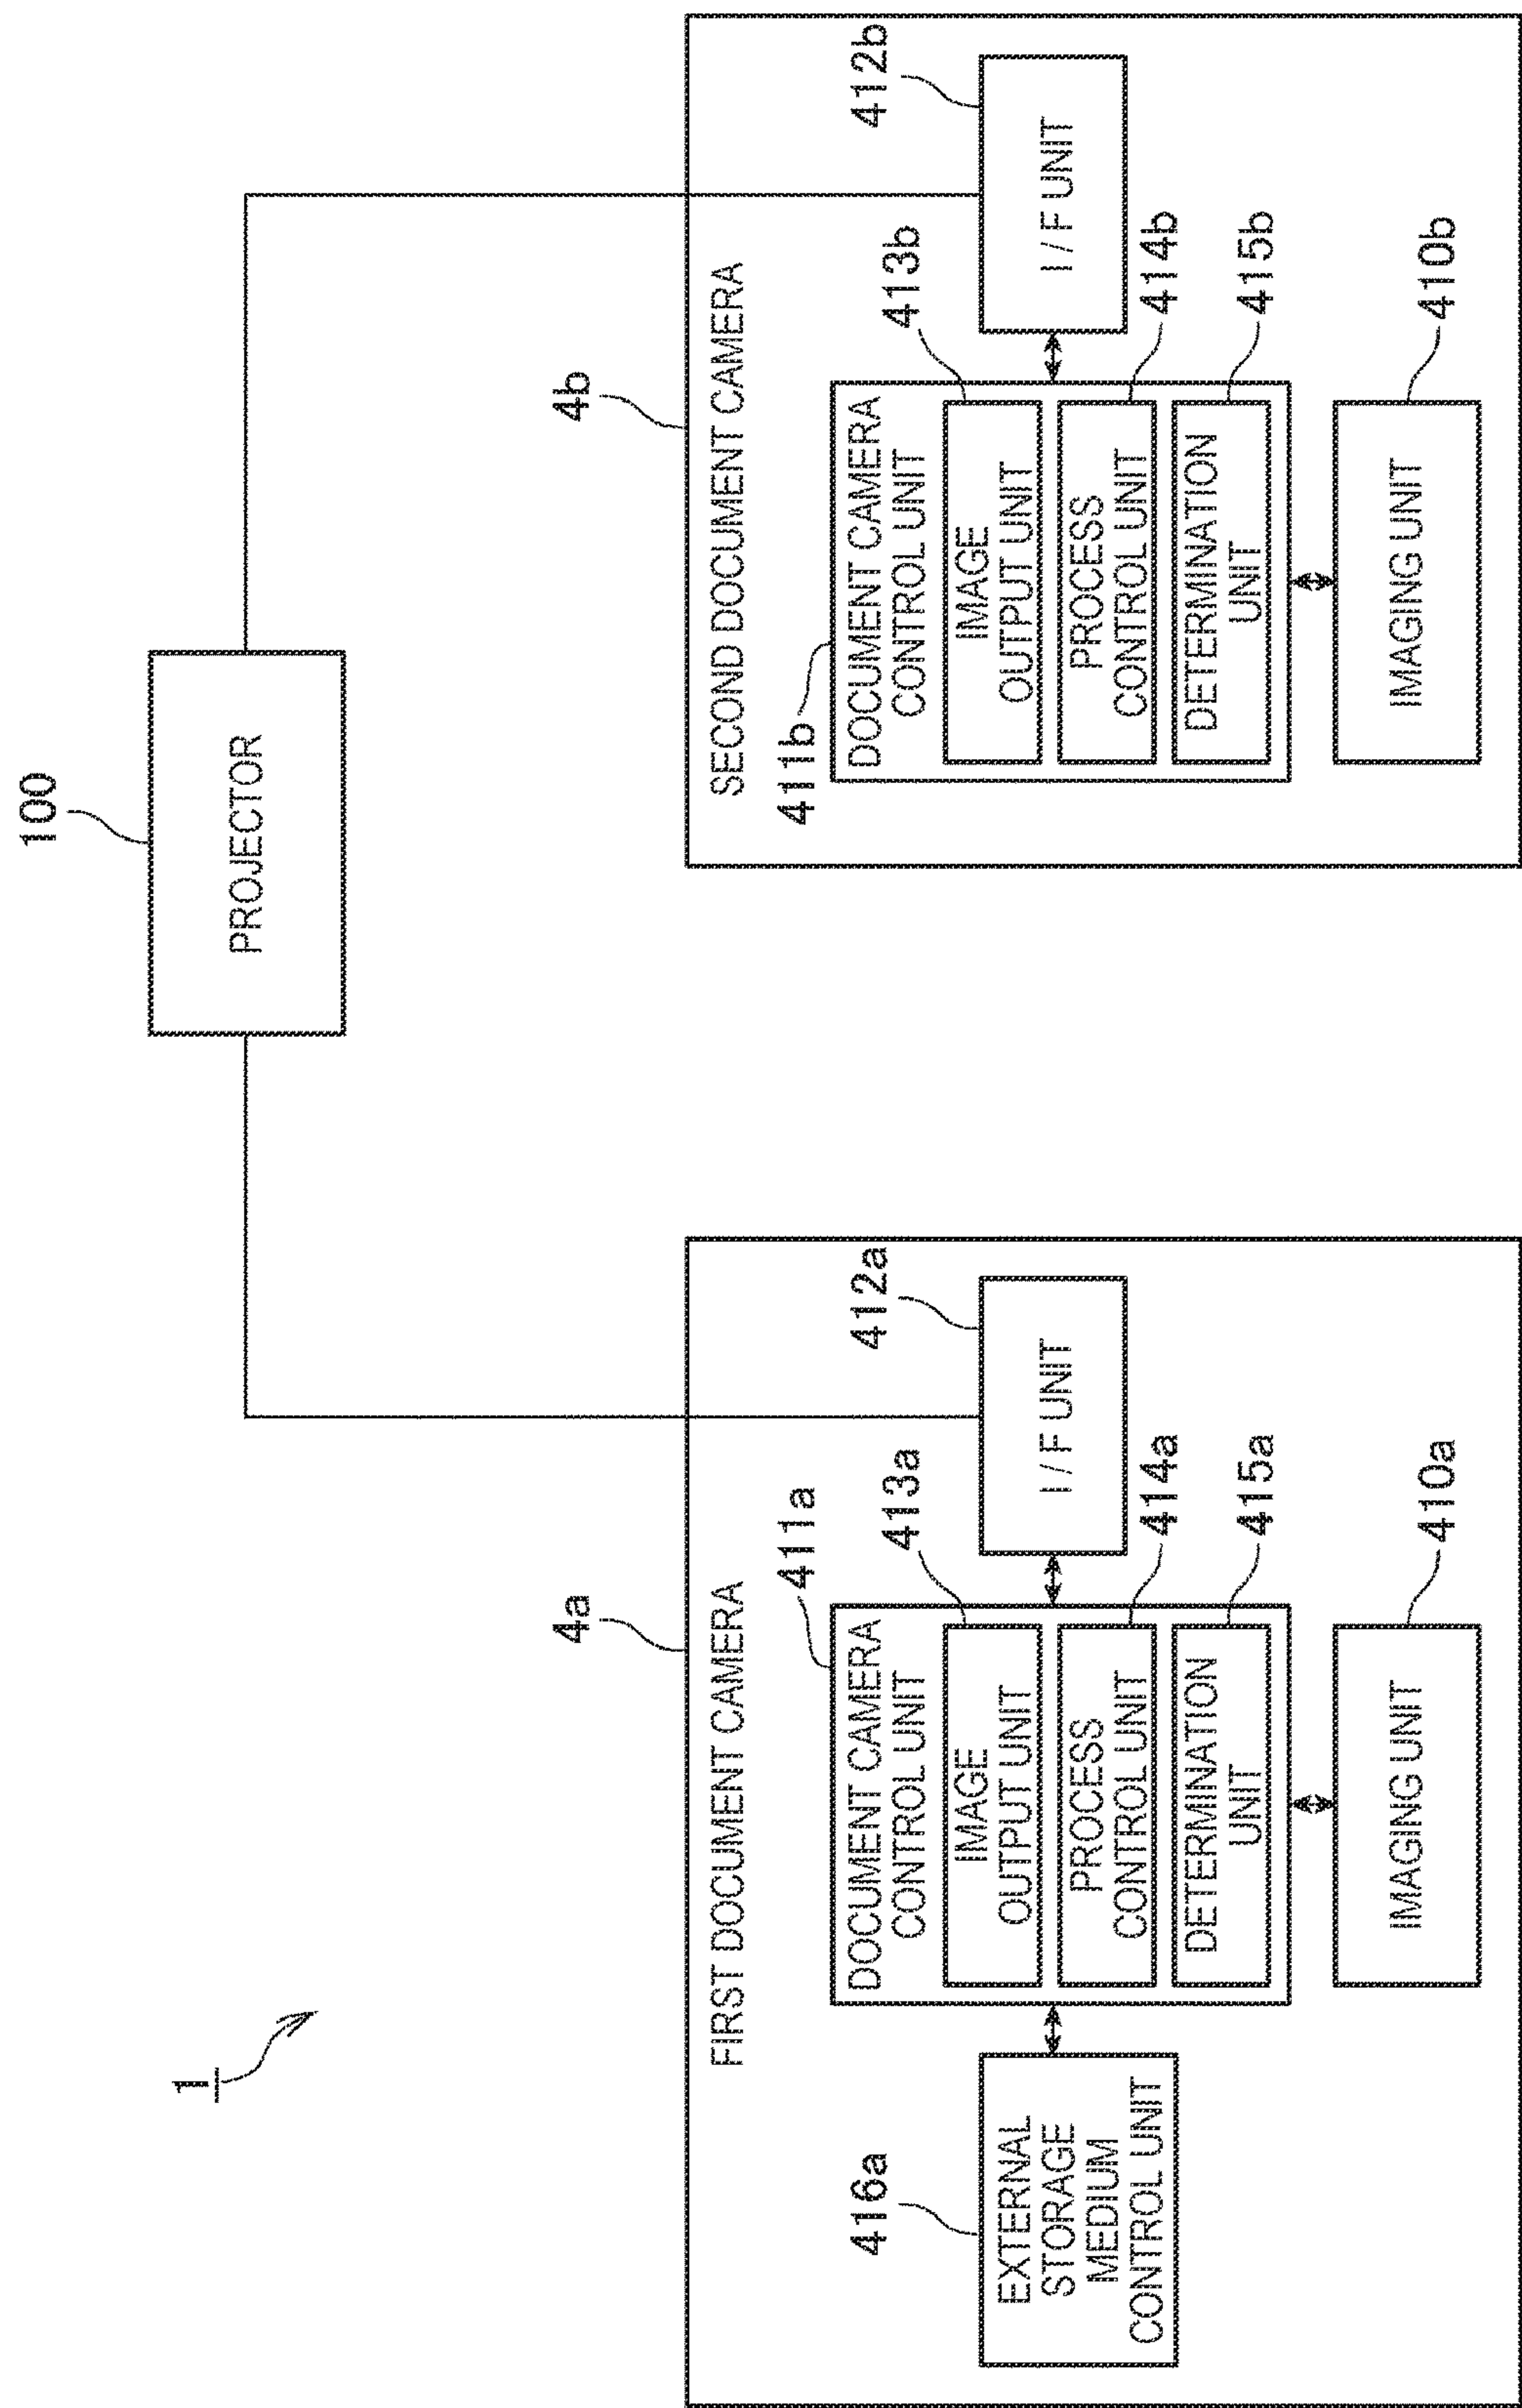 1
100
PROJECTOR
4a
FIRST DOCUMENT CAMERA
416a
EXTERNAL
STORAGE
MEDIUM
CONTROL UNIT
411a
DOCUMENT CAMERA
CONTROL UNIT
413a
IMAGE
OUTPUT UNIT
414a
PROCESS
CONTROL UNIT
415a
DETERMINATION
UNIT
412a
I / F UNIT
410a
IMAGING UNIT
4b
SECOND DOCUMENT CAMERA
411b
DOCUMENT CAMERA
CONTROL UNIT
413b
IMAGE
OUTPUT UNIT
414b
PROCESS
CONTROL UNIT
415b
DETERMINATION
UNIT
412b
I / F UNIT
410b
IMAGING UNIT